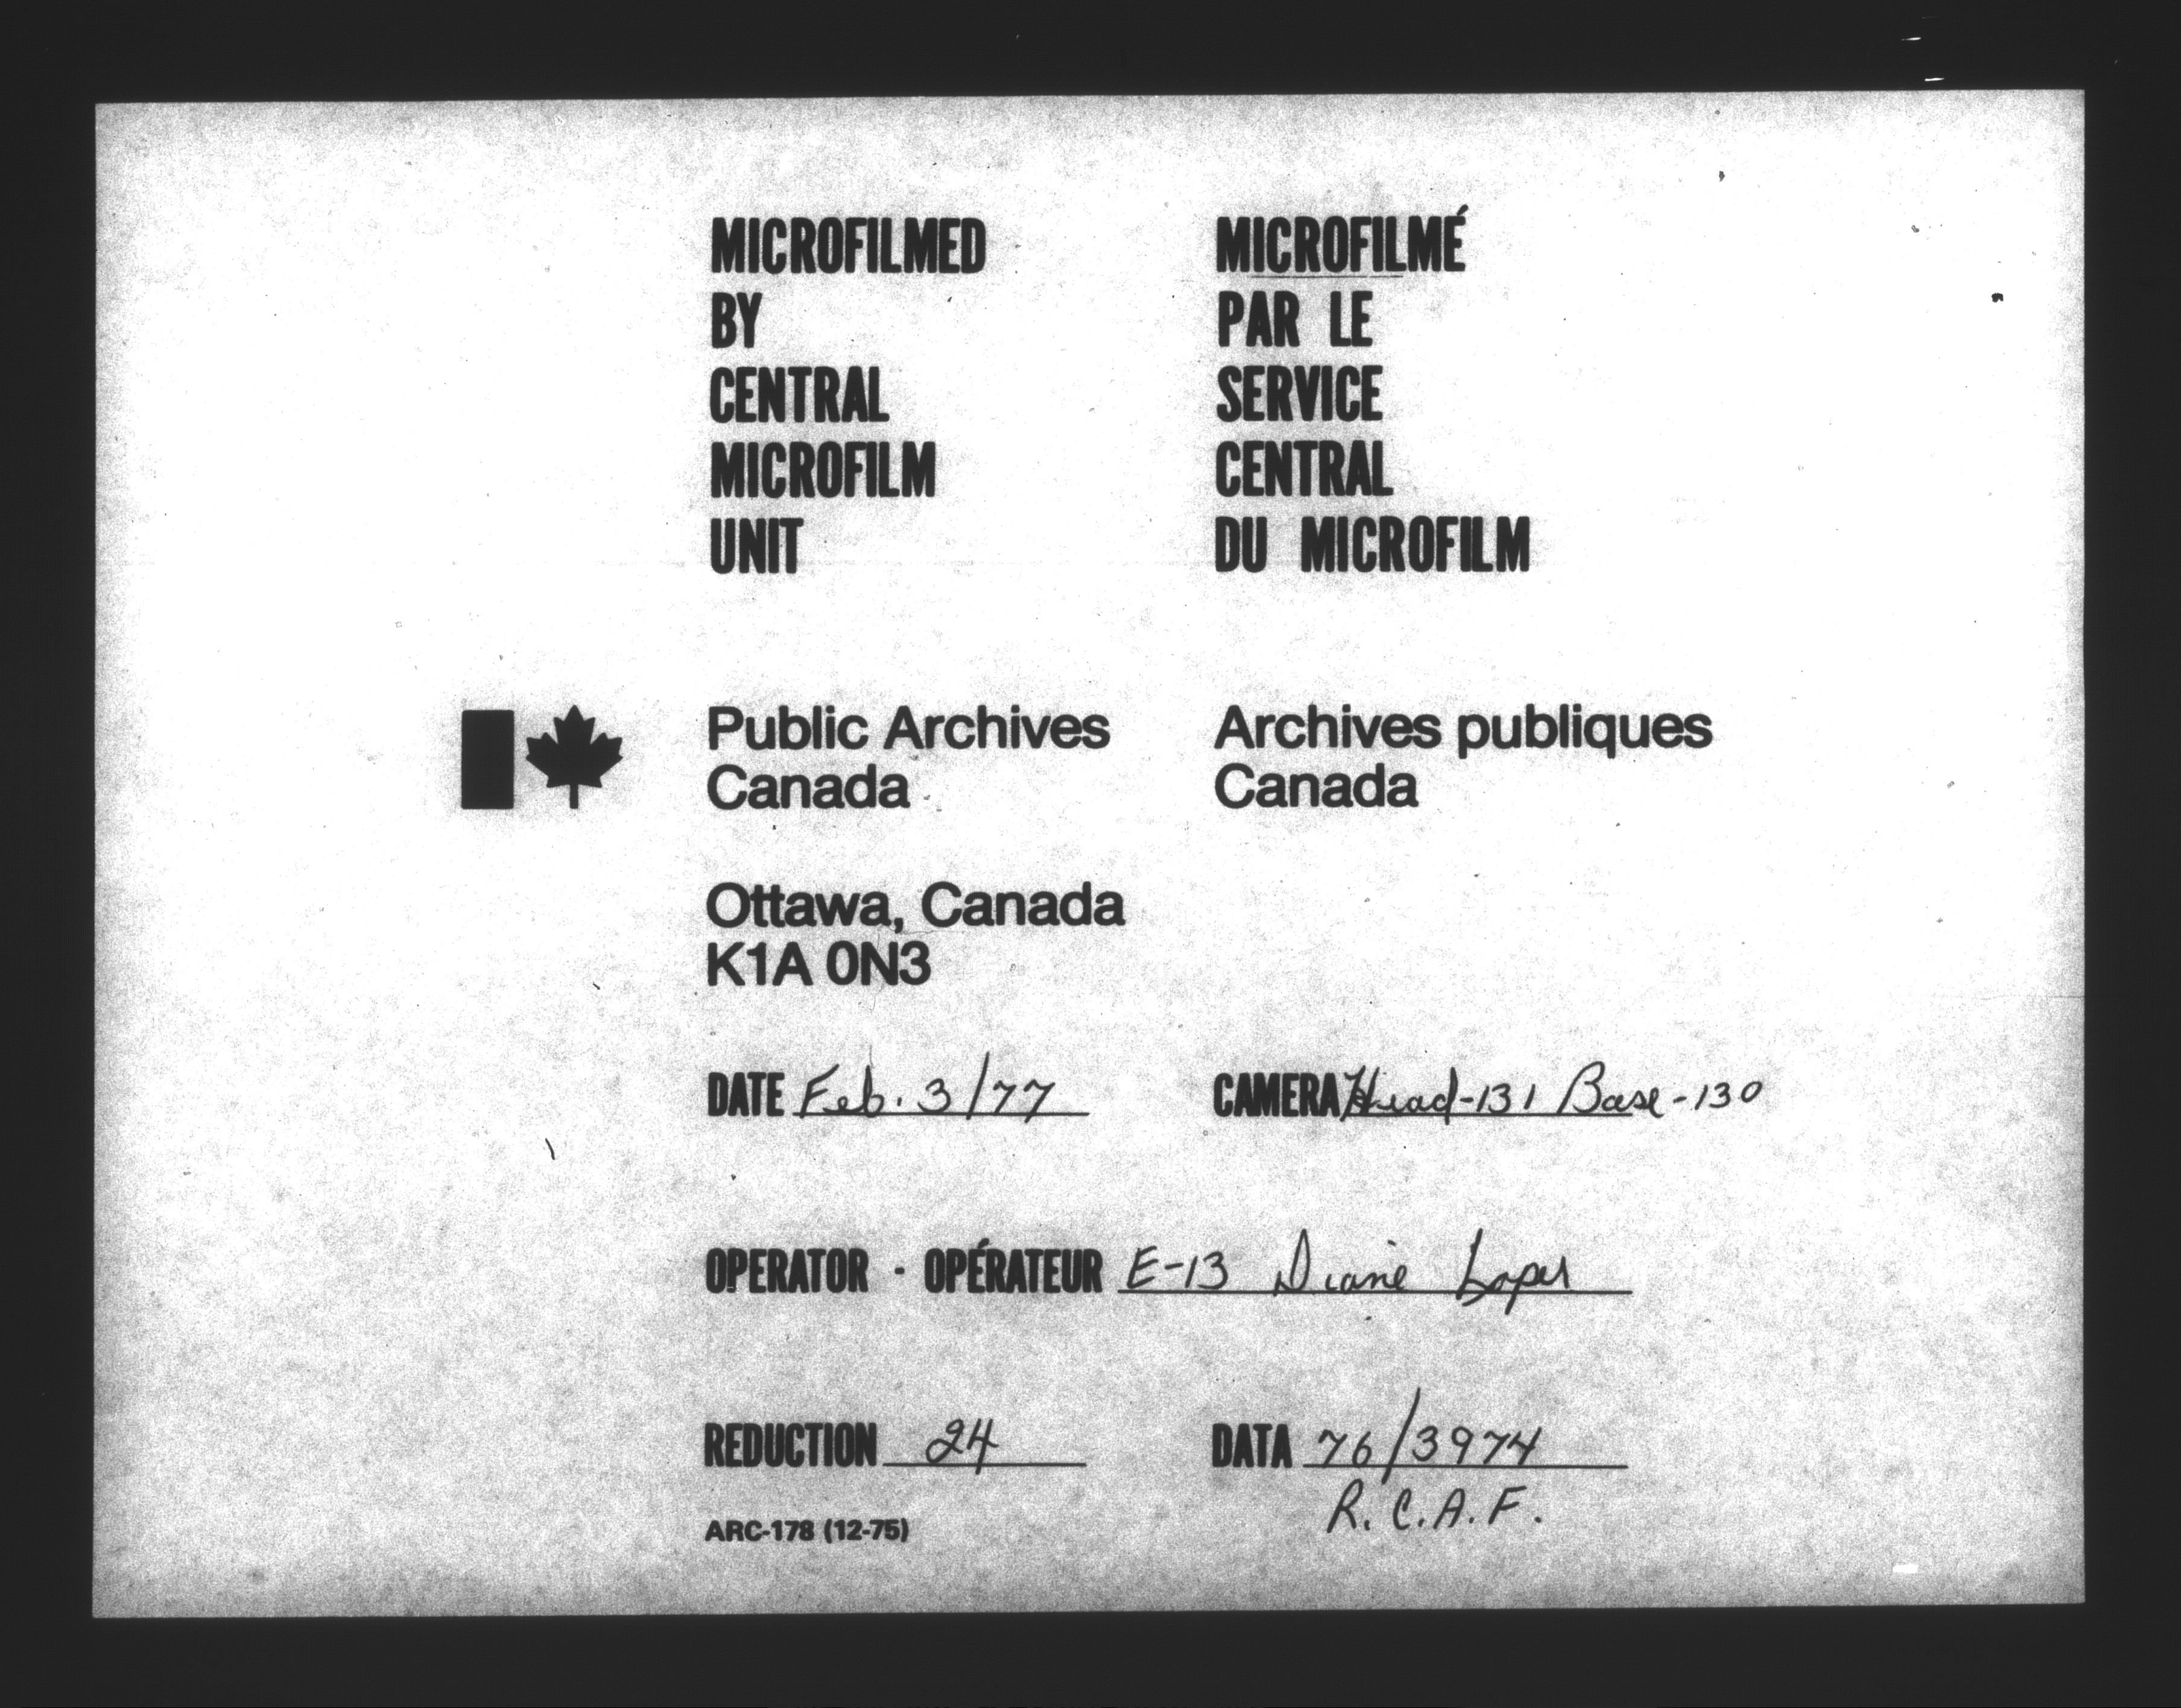 MICROFILMED
BY
CENTRAL
MICROFILM
UNIT
MICROFILMÉ
PAR LE
SERVICE
CENTRAL
DU MICROFILM
Public Archives
Canada
Archives publiques
Canada
Ottawa, Canada
K1A 0N3
DATE Feb. 3/77
CAMERA Head-131 Base-130
OPERATOR - OPÉRATEUR E-13 Diane
REDUCTION 24
DATA 76/3974
R.C.A.F.
ARC-178 (12-75)